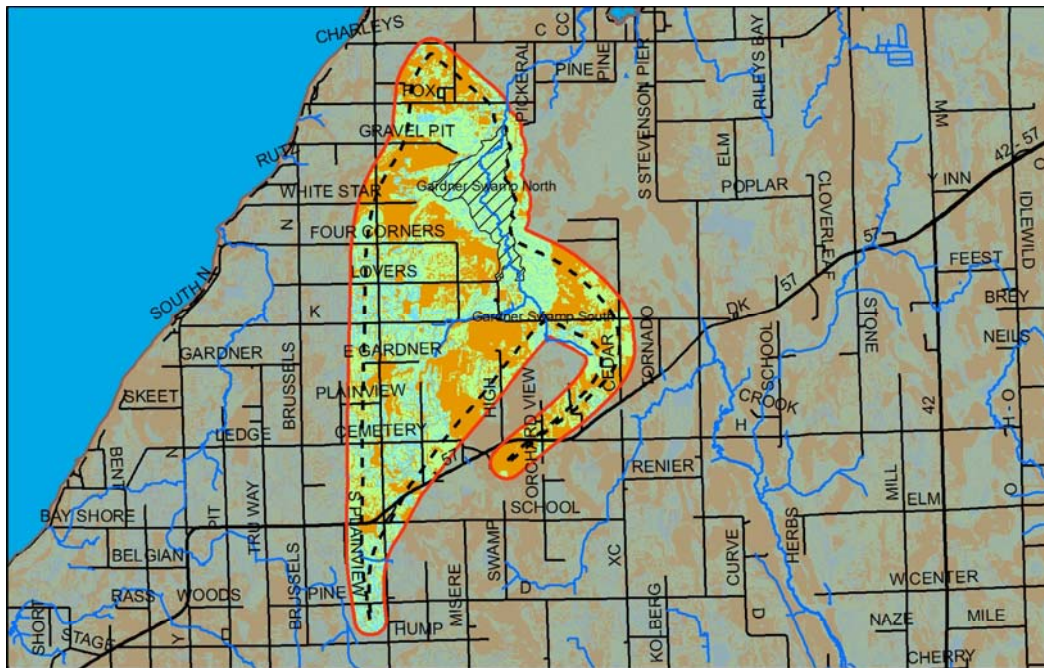 CHARLEYS
C
CC
PICKERAL
PINE
PINE
S STEVENSON PIER
RILEYS BAY
FOX
GRAVEL PIT
RUTZ
ELM
MM
42 - 57
WHITE STAR
Gardner Swamp North
POPLAR
INN
N
CLOVERLEAF
IDLEWILD
FOUR CORNERS
57
LOVERS
FEEST
SOUTH N
57
K
Gardner Swamp South
DK
BREY
GARDNER
E GARDNER
CEDAR
TORNADO
SCHOOL
STONE
NEILS
BRUSSELS
SKEET
PLAINVIEW
HIGH
ORCHARD VIEW
CROOK
42
LEDGE
CEMETERY
H
O - H
BENT
N
57
RENIER
MILL
ELM
O
BAY SHORE
PIT
TRU WAY
S PLAINVIEW
SCHOOL
SWAMP
XC
CURVE
HERBS
BELGIAN
BRUSSELS
W CENTER
RASS
WOODS
PINE
MISERE
D
NAZE
MILE
SHORT
STAGE
Y
HUMP
KOLBERG
D
CHERRY